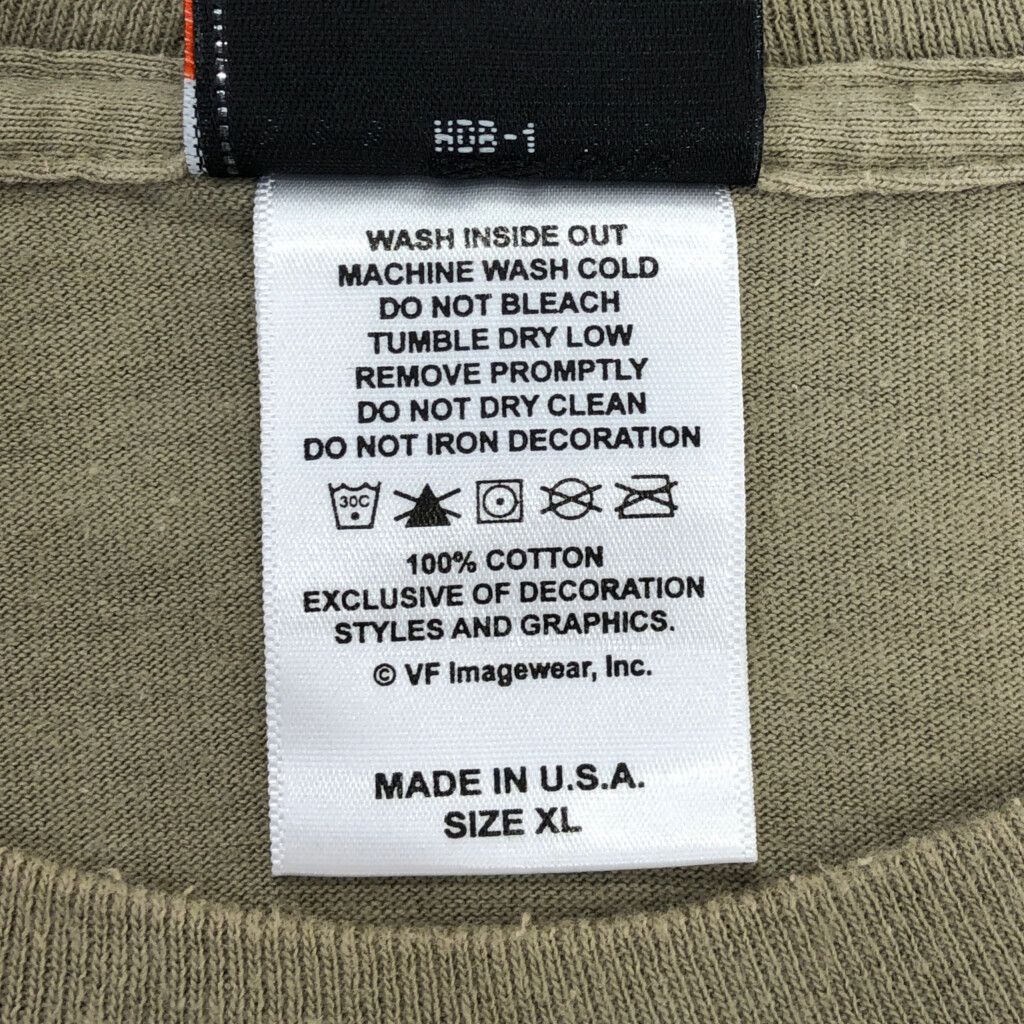 HDB-1
WASH INSIDE OUT
MACHINE WASH COLD
DO NOT BLEACH
TUMBLE DRY LOW
REMOVE PROMPTLY
DO NOT DRY CLEAN
DO NOT IRON DECORATION
30C
100% COTTON
EXCLUSIVE OF DECORATION
STYLES AND GRAPHICS.
© VF Imagewear, Inc.
MADE IN U.S.A.
SIZE XL